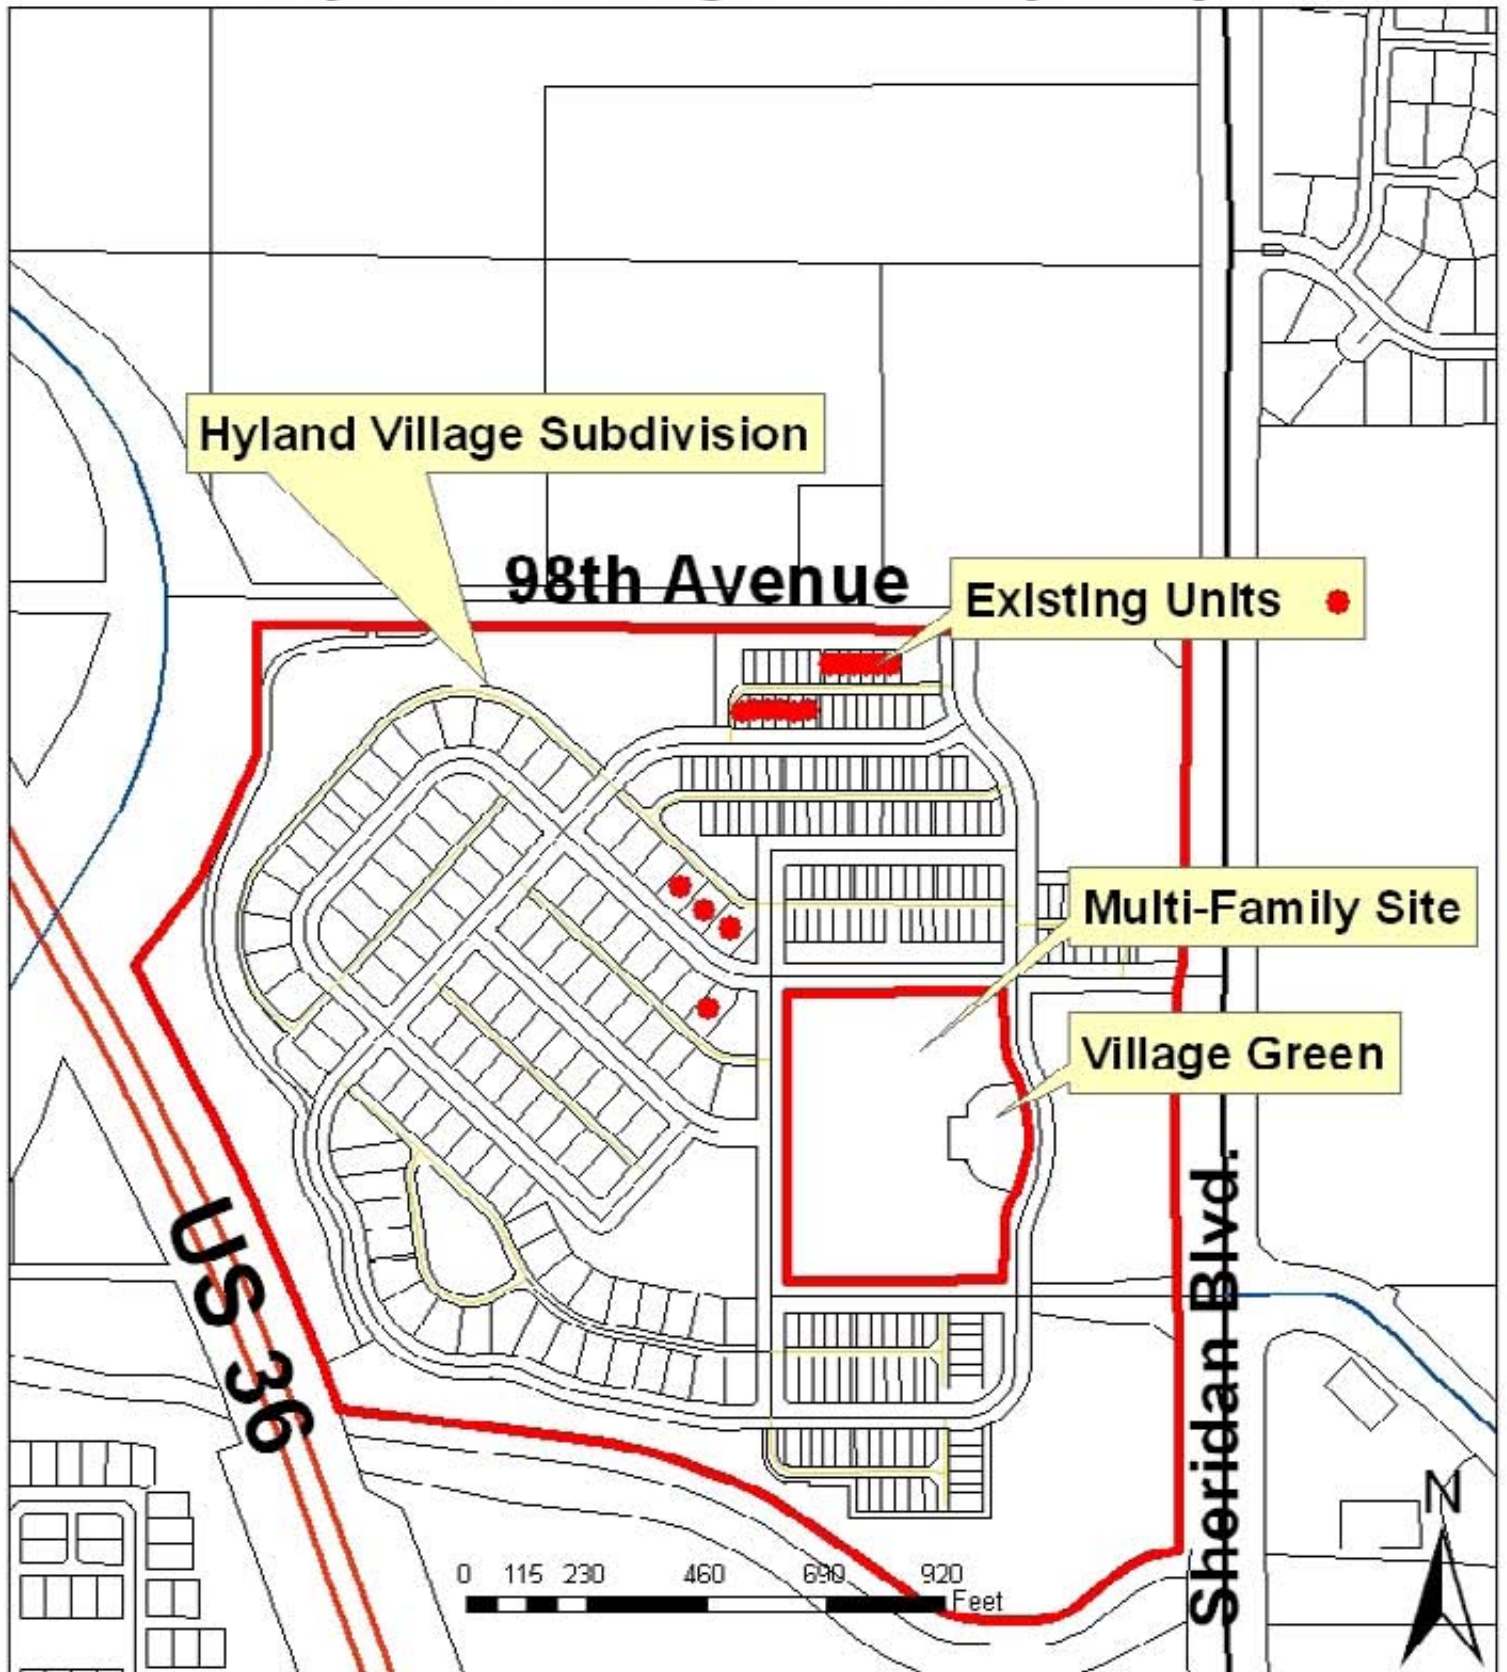 Hyland Village Subdivision
98th Avenue
Existing Units
Multi-Family Site
Village Green
US 36
Sheridan Blvd.
N
0 115 230 460 690 920
Feet